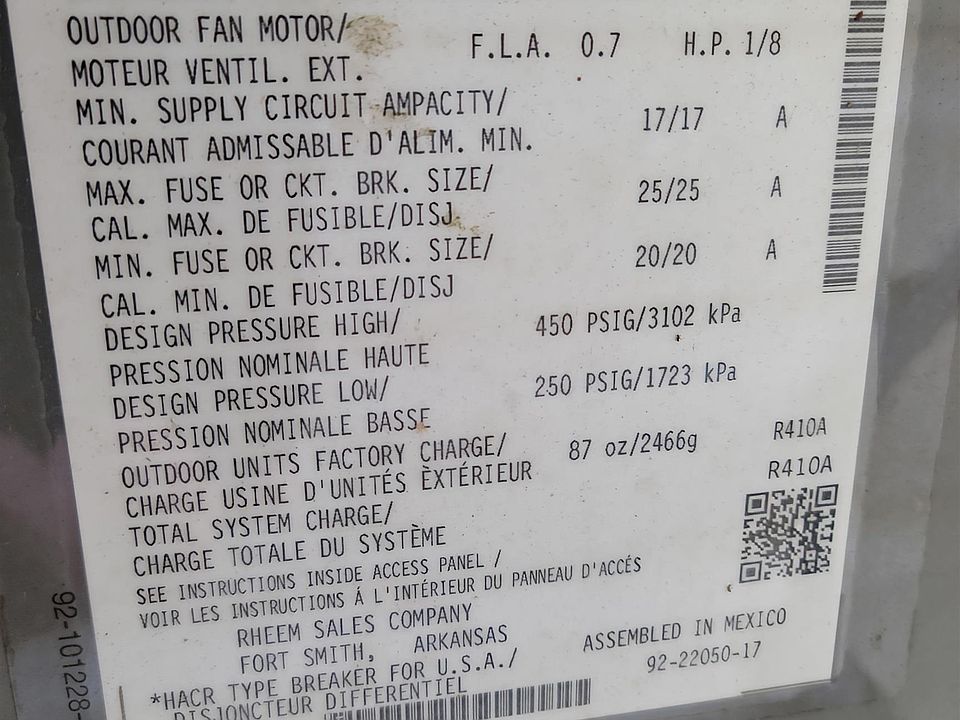 OUTDOOR FAN MOTOR/ F.L.A. 0.7 H.P. 1/8
MOTEUR VENTIL. EXT.
MIN. SUPPLY CIRCUIT AMPACITY/ 17/17 A
COURANT ADMISSABLE D'ALIM. MIN.
MAX. FUSE OR CKT. BRK. SIZE/ 25/25 A
CAL. MAX. DE FUSIBLE/DISJ.
MIN. FUSE OR CKT. BRK. SIZE/ 20/20 A
CAL. MIN. DE FUSIBLE/DISJ
DESIGN PRESSURE HIGH/ 450 PSIG/3102 kPa
PRESSION NOMINALE HAUTE
DESIGN PRESSURE LOW/ 250 PSIG/1723 kPa
PRESSION NOMINALE BASSE
OUTDOOR UNITS FACTORY CHARGE/ 87 oz/2466g R410A
CHARGE USINE D'UNITÉS ÈXTÉRIEUR
TOTAL SYSTEM CHARGE/ R410A
CHARGE TOTALE DU SYSTÈME
SEE INSTRUCTIONS INSIDE ACCESS PANEL /
VOIR LES INSTRUCTIONS Á L'INTÉRIEUR DU PANNEAU D'ACCÉS
RHEEM SALES COMPANY
FORT SMITH, ARKANSAS
ASSEMBLED IN MEXICO
92-22050-17
*HACR TYPE BREAKER FOR U.S.A./
DISJONCTEUR DIFFERENTIEL
92-101228-